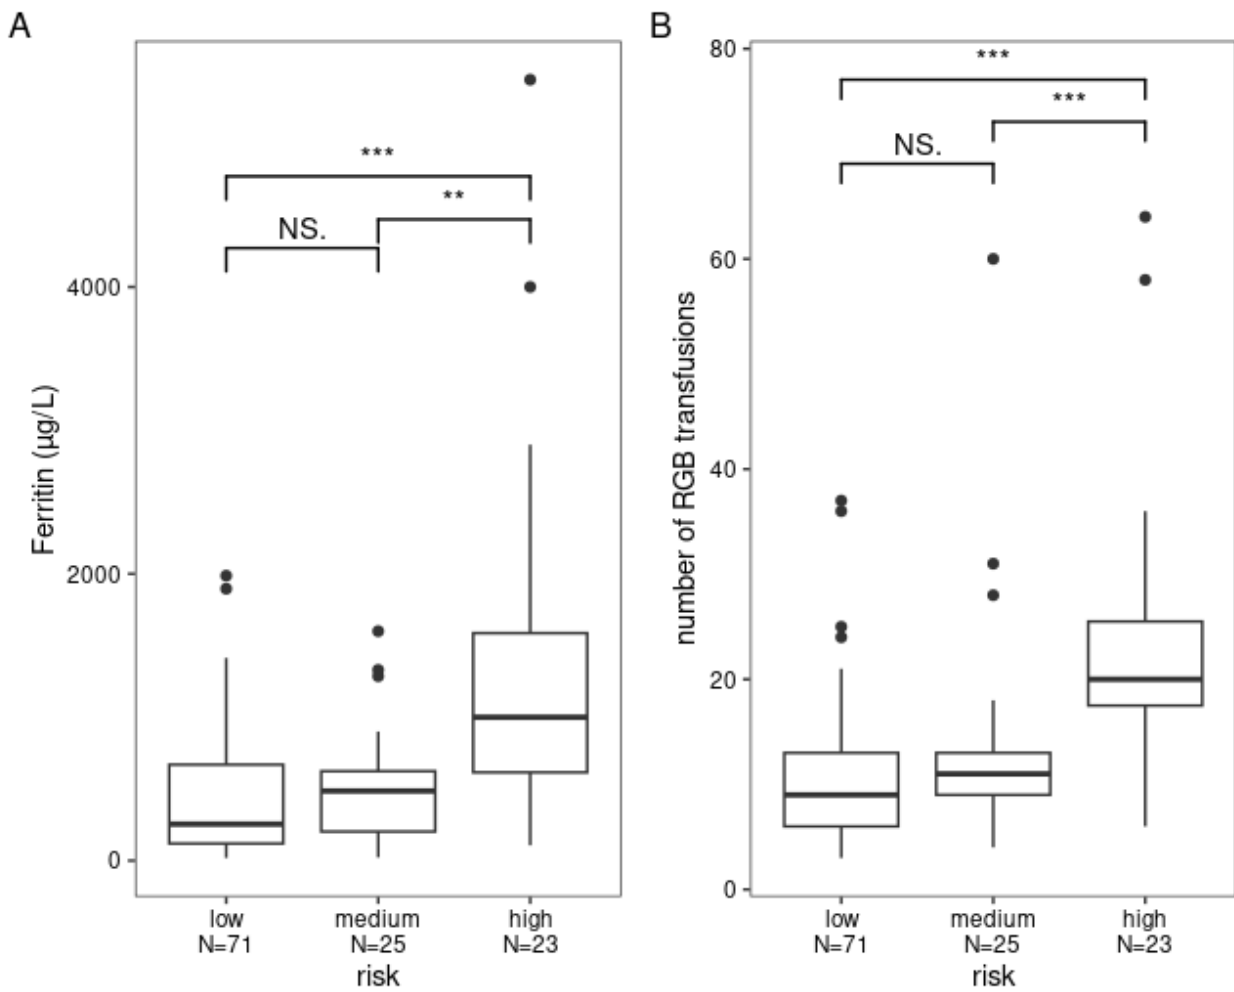 A
***
**
NS.
4000
2000
0
Ferritin (µg/L)
low
N=71
medium
N=25
high
N=23
risk
B
80
60
40
20
0
***
***
NS.
number of RGB transfusions
low
N=71
medium
N=25
high
N=23
risk